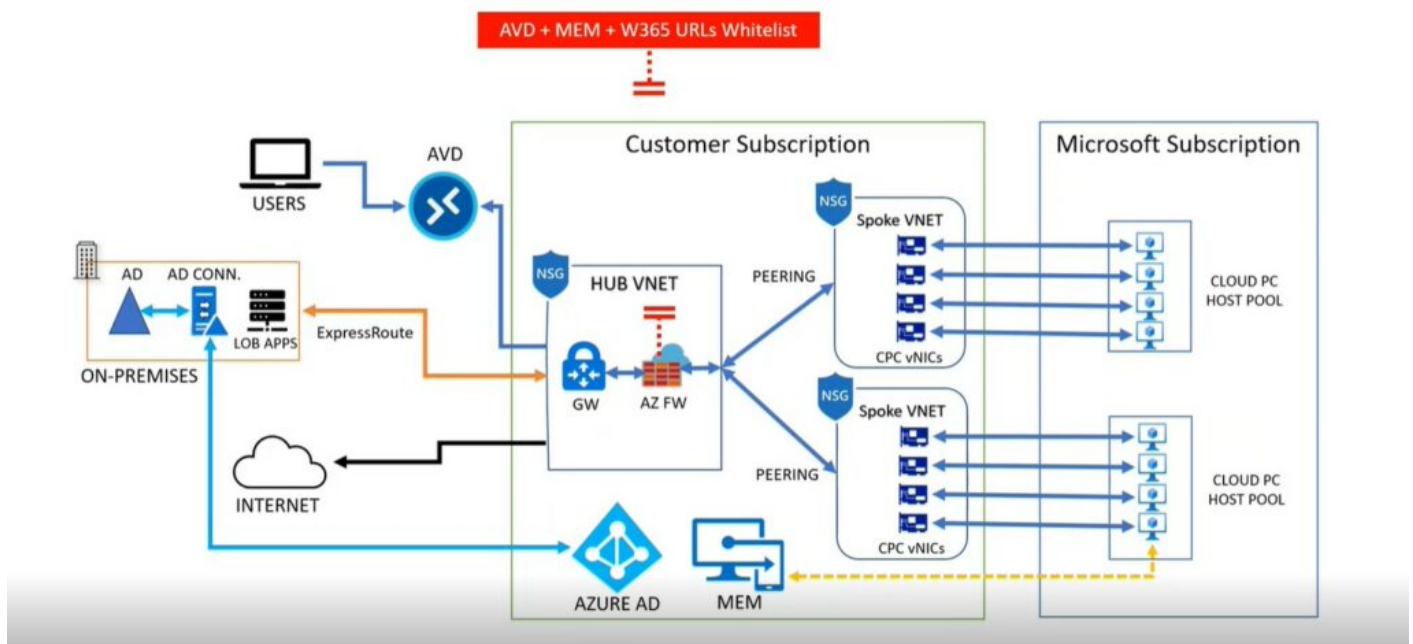 AVD + MEM + W365 URLs Whitelist
Customer Subscription
Microsoft Subscription
AVD
USERS
NSG
Spoke VNET
CPC vNICs
CLOUD PC
HOST POOL
PEERING
NSG
HUB VNET
GW
AZ FW
AD
AD CONN.
LOB APPS
ExpressRoute
ON-PREMISES
NSG
Spoke VNET
CPC vNICs
CLOUD PC
HOST POOL
PEERING
INTERNET
AZURE AD
MEM